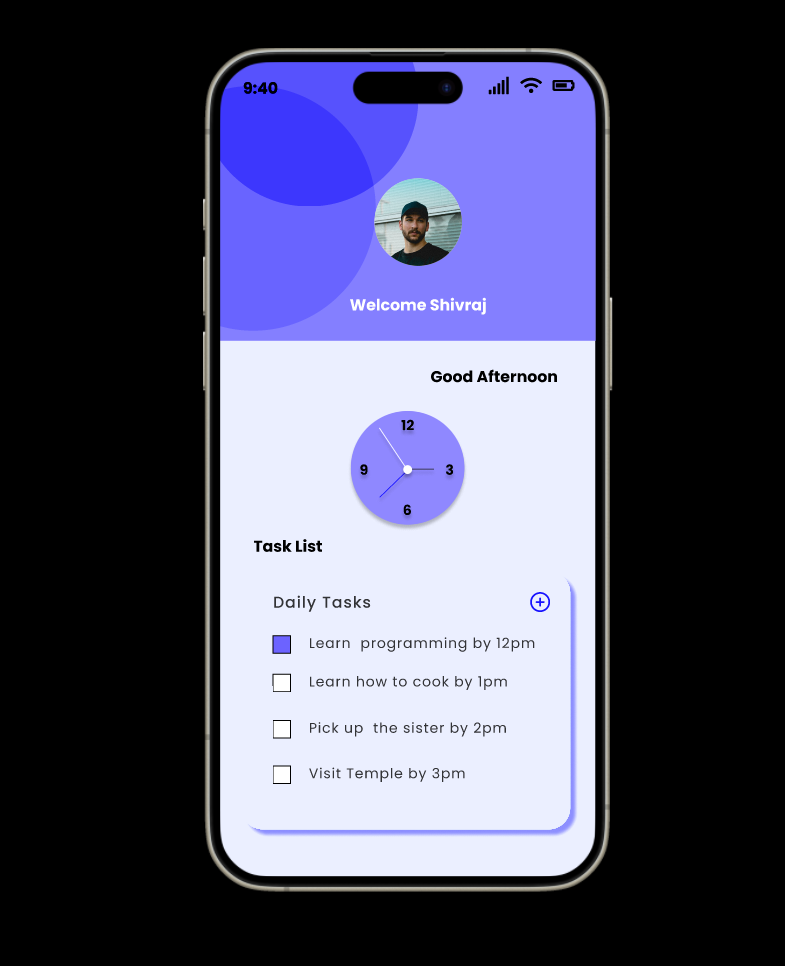 9:40
Welcome Shivraj
Good Afternoon
12
9
3
6
Task List
Daily Tasks
Learn  programming by 12pm
Learn how to cook by 1pm
Pick up  the sister by 2pm
Visit Temple by 3pm